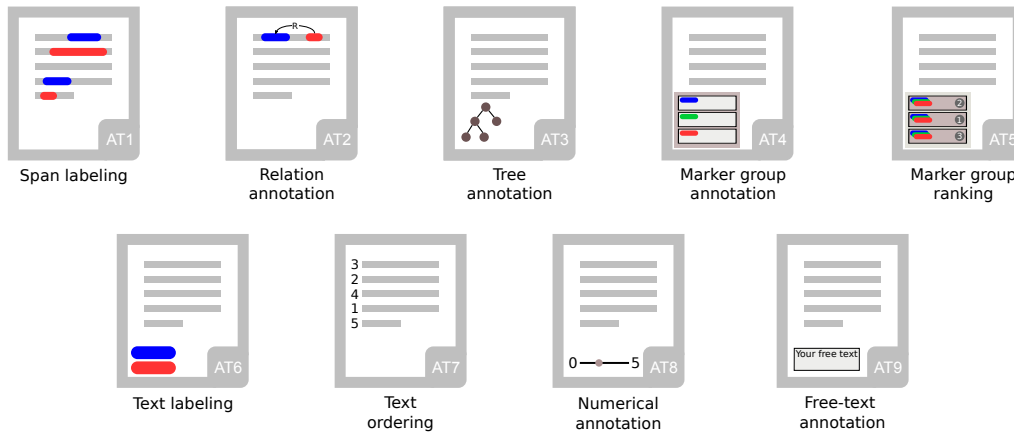 R
AT1
AT2
AT3
AT4
2
1
3
AT5
Span labeling
Relation
annotation
Tree
annotation
Marker group
annotation
Marker group
ranking
AT6
3
2
4
1
5
AT7
0
5
AT8
Your free text
AT9
Text labeling
Text
ordering
Numerical
annotation
Free-text
annotation